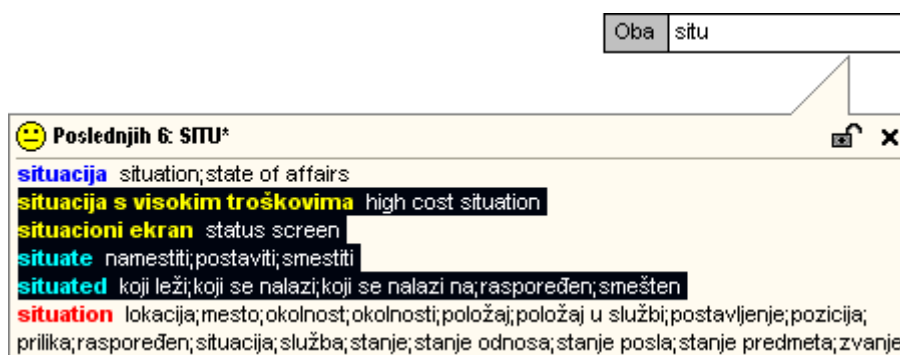 Oba situ
Poslednjih 6: SITU*
situacija situation;state of affairs
situacija s visokim troškovima high cost situation
situacioni ekran status screen
situate namestiti;postaviti;smestiti
situated koji leži;koji se nalazi;koji se nalazi na;raspoređen;smešten
situation lokacija;mesto;okolnost;okolnosti;položaj;položaj u službi;postavljenje;pozicija;
prilika;raspoređen;situacija;služba;stanje;stanje odnosa;stanje posla;stanje predmeta;zvanje